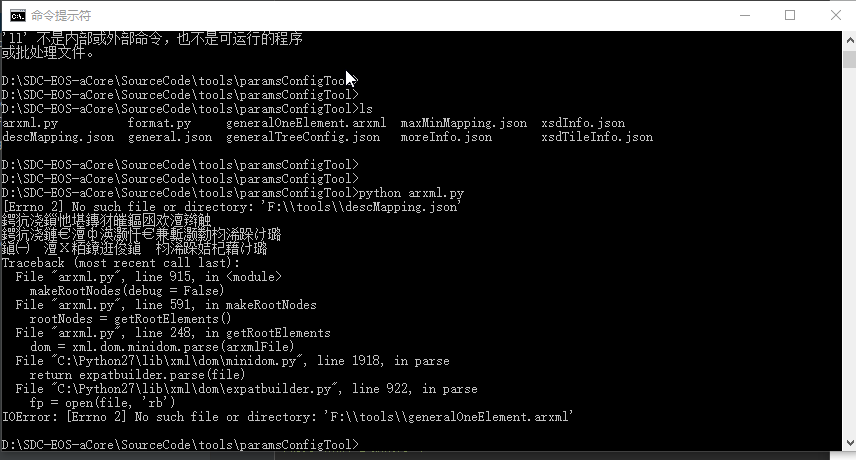 命令提示符
'll' 不是内部或外部命令，也不是可运行的程序
或批处理文件。
D:\SDC-EOS-aCore\SourceCode\tools\paramsConfigTool>
D:\SDC-EOS-aCore\SourceCode\tools\paramsConfigTool>
D:\SDC-EOS-aCore\SourceCode\tools\paramsConfigTool>ls
arxml.py format.py generalOneElement.arxml maxMinMapping.json xsdInfo.json
descMapping.json general.json generalTreeConfig.json moreInfo.json xsdTileInfo.json
D:\SDC-EOS-aCore\SourceCode\tools\paramsConfigTool>
D:\SDC-EOS-aCore\SourceCode\tools\paramsConfigTool>
D:\SDC-EOS-aCore\SourceCode\tools\paramsConfigTool>python arxml.py
[Errno 2] No such file or directory: 'F:\\tools\\descMapping.json'
Traceback (most recent call last):
File "arxml.py", line 915, in <module>
makeRootNodes(debug = False)
File "arxml.py", line 591, in makeRootNodes
rootNodes = getRootElements()
File "arxml.py", line 248, in getRootElements
dom = xml.dom.minidom.parse(arxmlFile)
File "C:\Python27\lib\xml\dom\minidom.py", line 1918, in parse
return expatbuilder.parse(file)
File "C:\Python27\lib\xml\dom\expatbuilder.py", line 922, in parse
fp = open(file, 'rb')
IOError: [Errno 2] No such file or directory: 'F:\\tools\\generalOneElement.arxml'
D:\SDC-EOS-aCore\SourceCode\tools\paramsConfigTool>